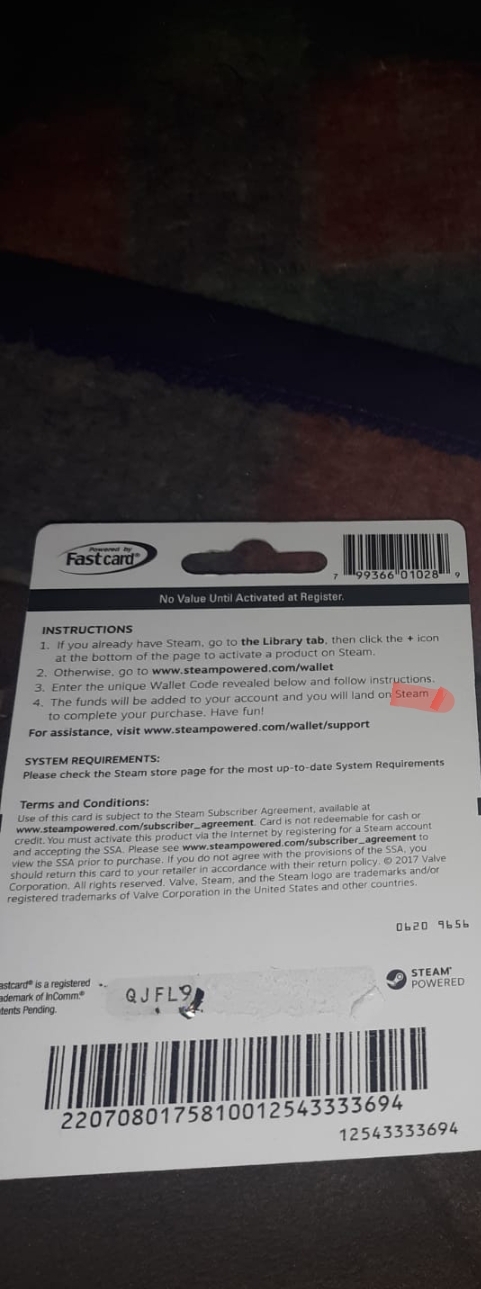 Powered by
Fastcard®
7 99366 01028 9
No Value Until Activated at Register.
INSTRUCTIONS
1. If you already have Steam, go to the Library tab, then click the + icon
at the bottom of the page to activate a product on Steam.
2. Otherwise, go to www.steampowered.com/wallet
3. Enter the unique Wallet Code revealed below and follow instructions.
4. The funds will be added to your account and you will land on Steam
to complete your purchase. Have fun!
For assistance, visit www.steampowered.com/wallet/support
SYSTEM REQUIREMENTS:
Please check the Steam store page for the most up-to-date System Requirements
Terms and Conditions:
Use of this card is subject to the Steam Subscriber Agreement, available at
www.steampowered.com/subscriber_agreement. Card is not redeemable for cash or
credit. You must activate this product via the Internet by registering for a Steam account
and accepting the SSA. Please see www.steampowered.com/subscriber_agreement to
view the SSA prior to purchase. If you do not agree with the provisions of the SSA, you
should return this card to your retailer in accordance with their return policy. © 2017 Valve
Corporation. All rights reserved. Valve, Steam, and the Steam logo are trademarks and/or
registered trademarks of Valve Corporation in the United States and other countries.
0620 9656
astcard® is a registered
ademark of InComm.®
tents Pending.
QJFL9
STEAM™
POWERED
2207080175810012543333694
12543333694